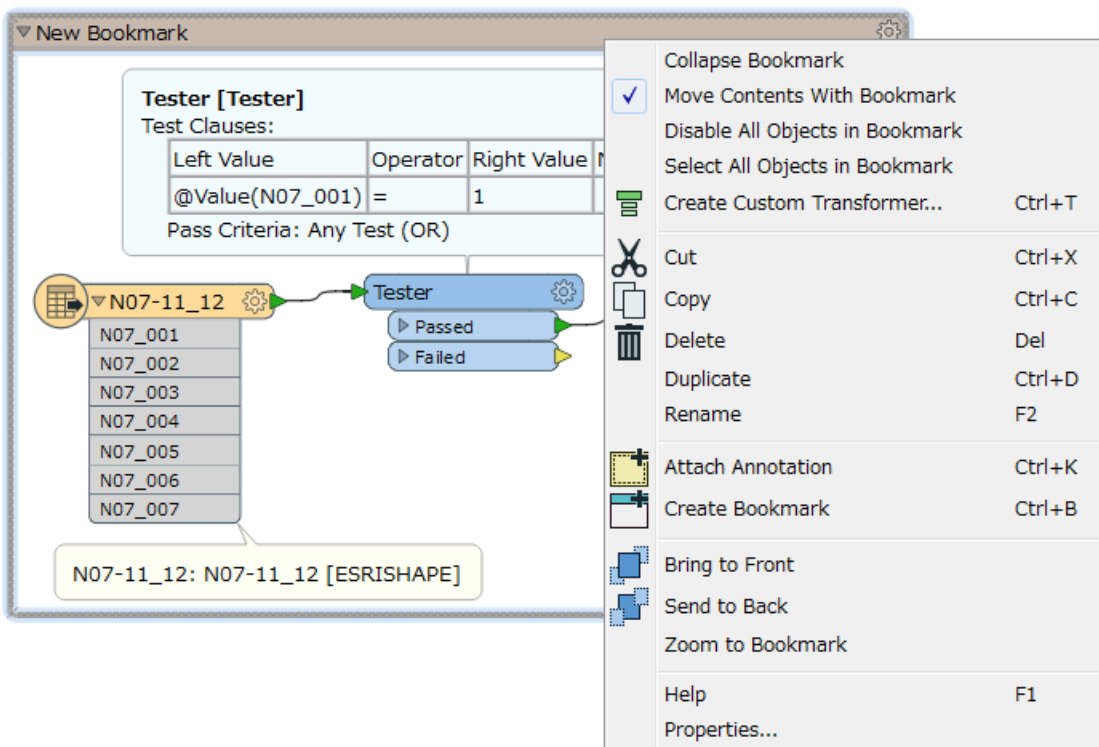 New Bookmark
Tester [Tester]
Test Clauses:
Left Value Operator Right Value
@Value(N07_001) = 1
Pass Criteria: Any Test (OR)
N07-11_12
N07_001
N07_002
N07_003
N07_004
N07_005
N07_006
N07_007
Tester
Passed
Failed
N07-11_12: N07-11_12 [ESRISHAPE]
Collapse Bookmark
Move Contents With Bookmark
Disable All Objects in Bookmark
Select All Objects in Bookmark
Create Custom Transformer... Ctrl+T
Cut Ctrl+X
Copy Ctrl+C
Delete Del
Duplicate Ctrl+D
Rename F2
Attach Annotation Ctrl+K
Create Bookmark Ctrl+B
Bring to Front
Send to Back
Zoom to Bookmark
Help F1
Properties...